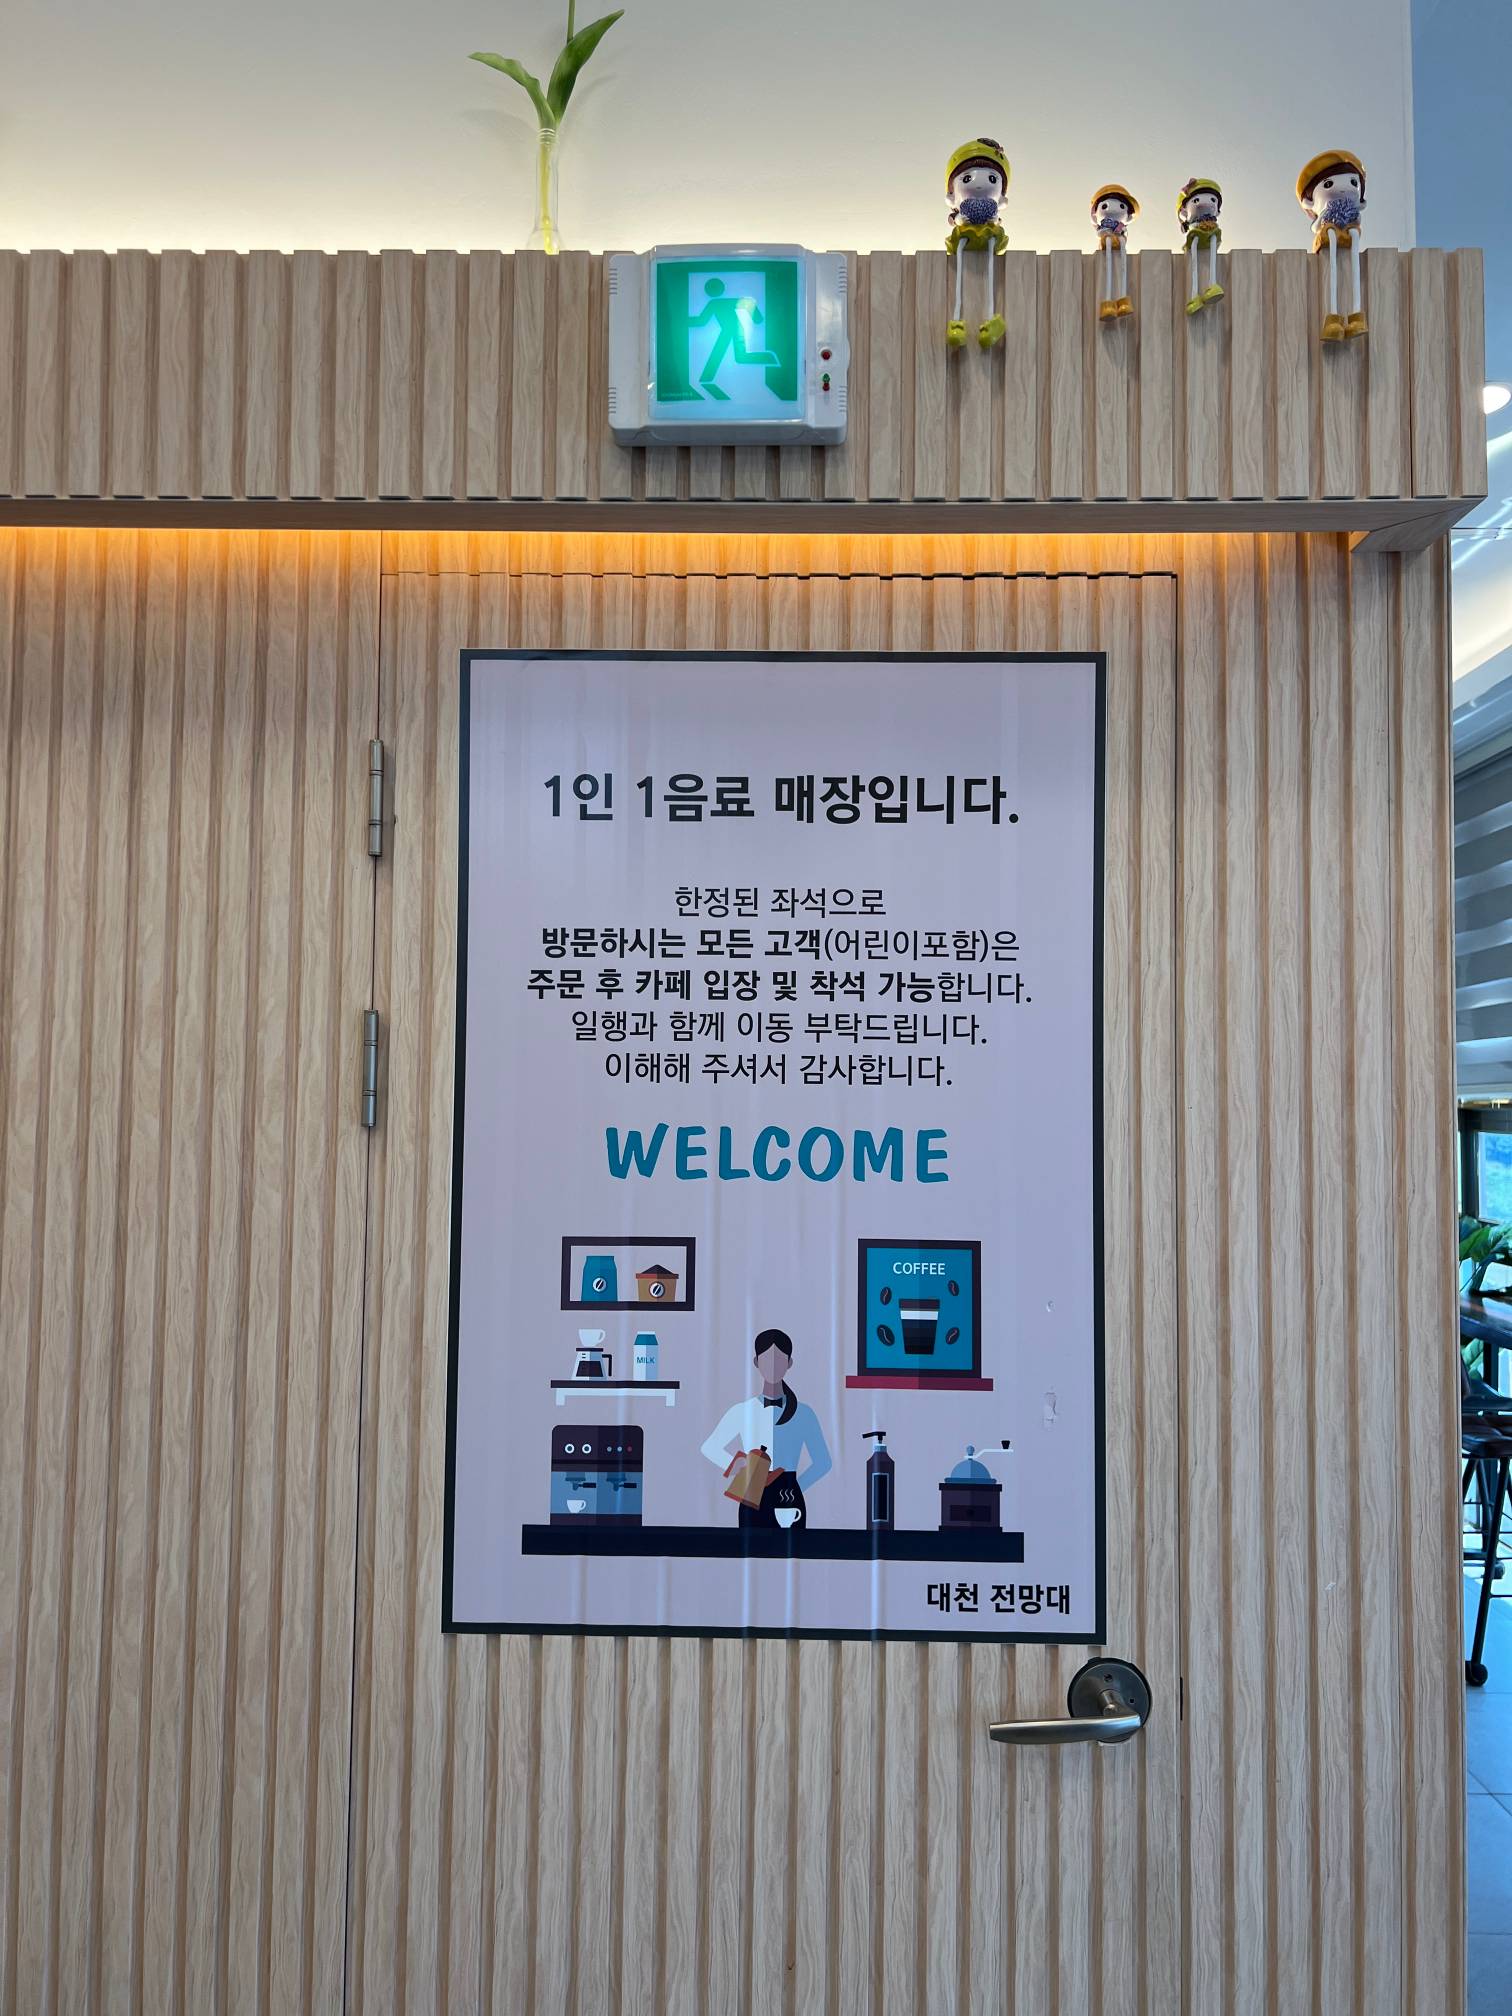 1인 1음료 매장입니다.
한정된 좌석으로
방문하시는 모든 고객(어린이포함)은
주문 후 카페 입장 및 착석 가능합니다.
일행과 함께 이동 부탁드립니다.
이해해 주셔서 감사합니다.
WELCOME
COFFEE
MILK
대천 전망대